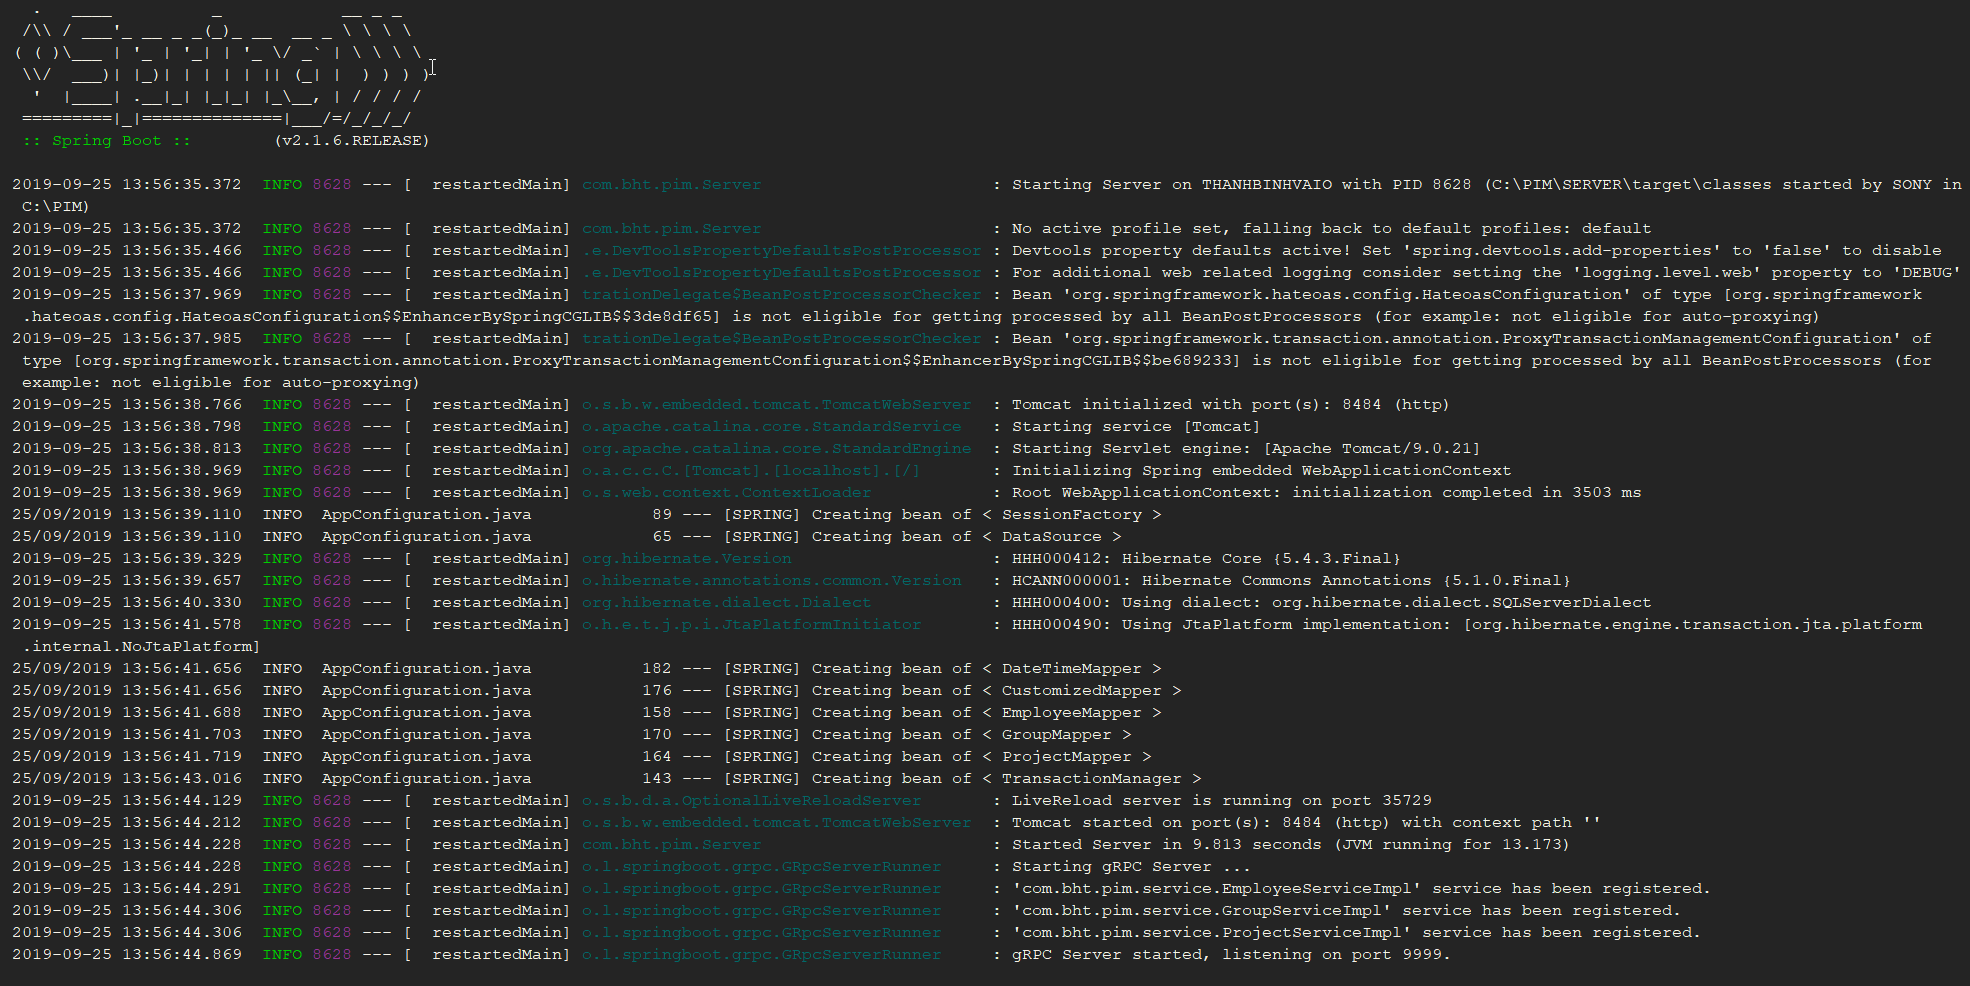 .   ____          _            __ _ _
 /\\ / ___'_ __ _ _(_)_ __  __ _ \ \ \ \
( ( )\___ | '_ | '_| | '_ \/ _` | \ \ \ \
 \\/  ___)| |_)| | | | | || (_| |  ) ) ) )
  '  |____| .__|_| |_|_| |_\__, | / / / /
 =========|_|==============|___/=/_/_/_/
 :: Spring Boot ::        (v2.1.6.RELEASE)
2019-09-25 13:56:35.372  INFO 8628 --- [  restartedMain] com.bht.pim.Server                       : Starting Server on THANHBINHVAIO with PID 8628 (C:\PIM\SERVER\target\classes started by SONY in
 C:\PIM)
2019-09-25 13:56:35.372  INFO 8628 --- [  restartedMain] com.bht.pim.Server                       : No active profile set, falling back to default profiles: default
2019-09-25 13:56:35.466  INFO 8628 --- [  restartedMain] .e.DevToolsPropertyDefaultsPostProcessor : Devtools property defaults active! Set 'spring.devtools.add-properties' to 'false' to disable
2019-09-25 13:56:35.466  INFO 8628 --- [  restartedMain] .e.DevToolsPropertyDefaultsPostProcessor : For additional web related logging consider setting the 'logging.level.web' property to 'DEBUG'
2019-09-25 13:56:37.969  INFO 8628 --- [  restartedMain] trationDelegate$BeanPostProcessorChecker : Bean 'org.springframework.hateoas.config.HateoasConfiguration' of type [org.springframework
 .hateoas.config.HateoasConfiguration$$EnhancerBySpringCGLIB$$3de8df65] is not eligible for getting processed by all BeanPostProcessors (for example: not eligible for auto-proxying)
2019-09-25 13:56:37.985  INFO 8628 --- [  restartedMain] trationDelegate$BeanPostProcessorChecker : Bean 'org.springframework.transaction.annotation.ProxyTransactionManagementConfiguration' of
 type [org.springframework.transaction.annotation.ProxyTransactionManagementConfiguration$$EnhancerBySpringCGLIB$$be689233] is not eligible for getting processed by all BeanPostProcessors (for
 example: not eligible for auto-proxying)
2019-09-25 13:56:38.766  INFO 8628 --- [  restartedMain] o.s.b.w.embedded.tomcat.TomcatWebServer  : Tomcat initialized with port(s): 8484 (http)
2019-09-25 13:56:38.798  INFO 8628 --- [  restartedMain] o.apache.catalina.core.StandardService   : Starting service [Tomcat]
2019-09-25 13:56:38.813  INFO 8628 --- [  restartedMain] org.apache.catalina.core.StandardEngine  : Starting Servlet engine: [Apache Tomcat/9.0.21]
2019-09-25 13:56:38.969  INFO 8628 --- [  restartedMain] o.a.c.c.C.[Tomcat].[localhost].[/]       : Initializing Spring embedded WebApplicationContext
2019-09-25 13:56:38.969  INFO 8628 --- [  restartedMain] o.s.web.context.ContextLoader            : Root WebApplicationContext: initialization completed in 3503 ms
25/09/2019 13:56:39.110  INFO  AppConfiguration.java            89 --- [SPRING] Creating bean of < SessionFactory >
25/09/2019 13:56:39.110  INFO  AppConfiguration.java            65 --- [SPRING] Creating bean of < DataSource >
2019-09-25 13:56:39.329  INFO 8628 --- [  restartedMain] org.hibernate.Version                    : HHH000412: Hibernate Core {5.4.3.Final}
2019-09-25 13:56:39.657  INFO 8628 --- [  restartedMain] o.hibernate.annotations.common.Version   : HCANN000001: Hibernate Commons Annotations {5.1.0.Final}
2019-09-25 13:56:40.330  INFO 8628 --- [  restartedMain] org.hibernate.dialect.Dialect            : HHH000400: Using dialect: org.hibernate.dialect.SQLServerDialect
2019-09-25 13:56:41.578  INFO 8628 --- [  restartedMain] o.h.e.t.j.p.i.JtaPlatformInitiator       : HHH000490: Using JtaPlatform implementation: [org.hibernate.engine.transaction.jta.platform
 .internal.NoJtaPlatform]
25/09/2019 13:56:41.656  INFO  AppConfiguration.java           182 --- [SPRING] Creating bean of < DateTimeMapper >
25/09/2019 13:56:41.656  INFO  AppConfiguration.java           176 --- [SPRING] Creating bean of < CustomizedMapper >
25/09/2019 13:56:41.688  INFO  AppConfiguration.java           158 --- [SPRING] Creating bean of < EmployeeMapper >
25/09/2019 13:56:41.703  INFO  AppConfiguration.java           170 --- [SPRING] Creating bean of < GroupMapper >
25/09/2019 13:56:41.719  INFO  AppConfiguration.java           164 --- [SPRING] Creating bean of < ProjectMapper >
25/09/2019 13:56:43.016  INFO  AppConfiguration.java           143 --- [SPRING] Creating bean of < TransactionManager >
2019-09-25 13:56:44.129  INFO 8628 --- [  restartedMain] o.s.b.d.a.OptionalLiveReloadServer       : LiveReload server is running on port 35729
2019-09-25 13:56:44.212  INFO 8628 --- [  restartedMain] o.s.b.w.embedded.tomcat.TomcatWebServer  : Tomcat started on port(s): 8484 (http) with context path ''
2019-09-25 13:56:44.228  INFO 8628 --- [  restartedMain] com.bht.pim.Server                       : Started Server in 9.813 seconds (JVM running for 13.173)
2019-09-25 13:56:44.228  INFO 8628 --- [  restartedMain] o.l.springboot.grpc.GRpcServerRunner     : Starting gRPC Server ...
2019-09-25 13:56:44.291  INFO 8628 --- [  restartedMain] o.l.springboot.grpc.GRpcServerRunner     : 'com.bht.pim.service.EmployeeServiceImpl' service has been registered.
2019-09-25 13:56:44.306  INFO 8628 --- [  restartedMain] o.l.springboot.grpc.GRpcServerRunner     : 'com.bht.pim.service.GroupServiceImpl' service has been registered.
2019-09-25 13:56:44.306  INFO 8628 --- [  restartedMain] o.l.springboot.grpc.GRpcServerRunner     : 'com.bht.pim.service.ProjectServiceImpl' service has been registered.
2019-09-25 13:56:44.869  INFO 8628 --- [  restartedMain] o.l.springboot.grpc.GRpcServerRunner     : gRPC Server started, listening on port 9999.